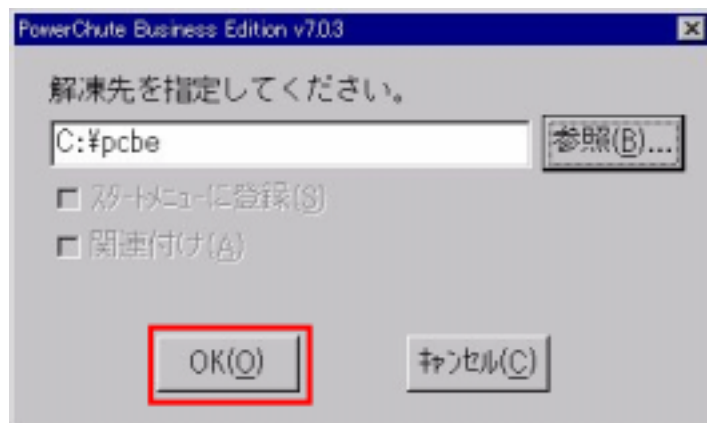 PowerChute Business Edition v7.0.3
解凍先を指定してください。
C:¥pcbe
参照(B)...
スタートメニューに登録(S)
関連付け(A)
OK(O)
キャンセル(C)